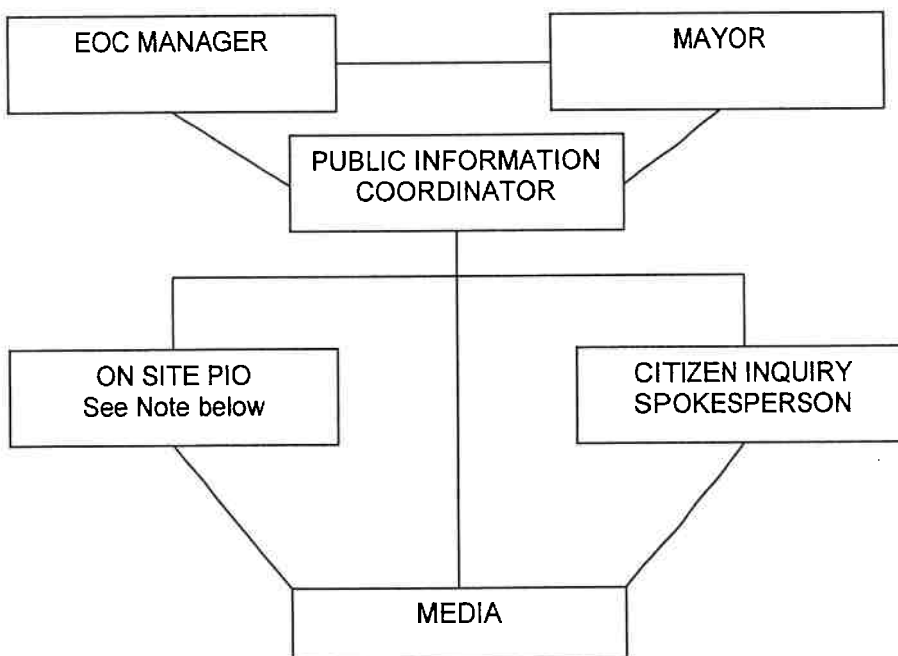 EOC MANAGER
MAYOR
PUBLIC INFORMATION
COORDINATOR
ON SITE PIO
See Note below
CITIZEN INQUIRY
SPOKESPERSON
MEDIA